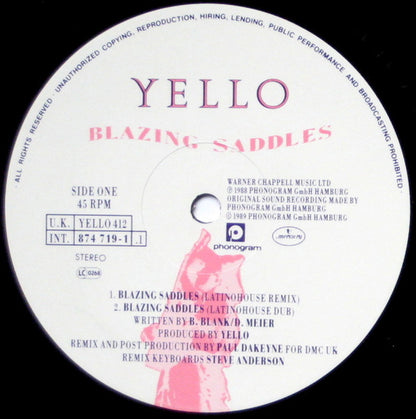 · ALL RIGHTS RESERVED · UNAUTHORIZED COPYING, REPRODUCTION, HIRING, LENDING, PUBLIC PERFORMANCE AND BROADCASTING PROHIBITED ·
YELLO
BLAZING SADDLES
SIDE ONE
45 RPM
U.K. YELLO 412
INT. 874 719-1 .1
STEREO
LC 0268
WARNER CHAPPELL MUSIC LTD
℗ 1988 PHONOGRAM GmbH HAMBURG
ORIGINAL SOUND RECORDING MADE BY
PHONOGRAM GmbH HAMBURG
© 1989 PHONOGRAM GmbH HAMBURG
phonogram
mercury
1. BLAZING SADDLES (LATINOHOUSE REMIX)
2. BLAZING SADDLES (LATINOHOUSE DUB)
WRITTEN BY B. BLANK/D. MEIER
PRODUCED BY YELLO
REMIX AND POST PRODUCTION BY PAUL DAKEYNE FOR DMC UK
REMIX KEYBOARDS STEVE ANDERSON